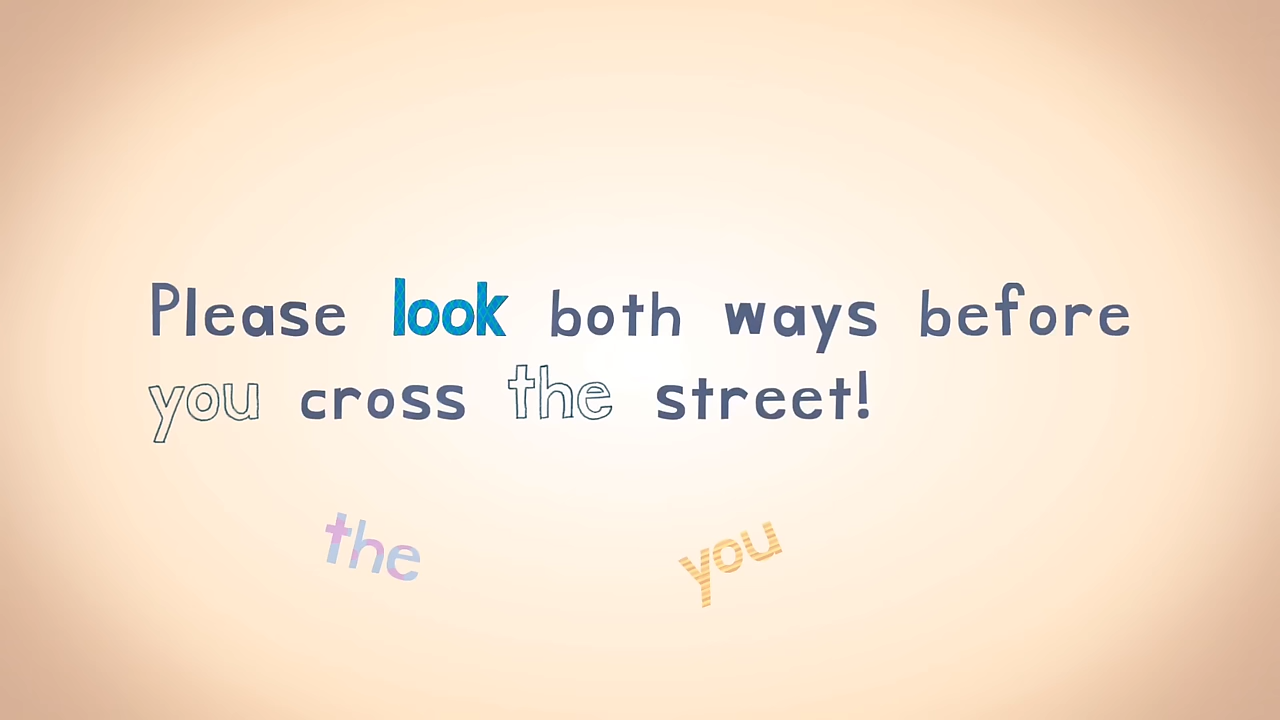 Please look both ways before
you cross the street!
the you